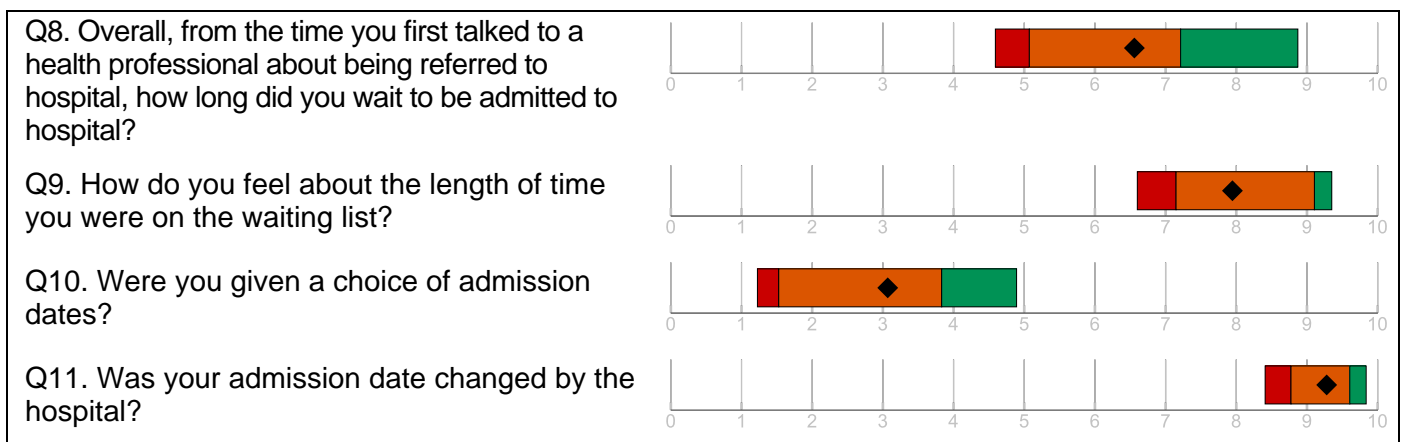 Q8. Overall, from the time you first talked to a
health professional about being referred to
hospital, how long did you wait to be admitted to
hospital?
0 1 2 3 4 5 6 7 8 9 10
Q9. How do you feel about the length of time
you were on the waiting list?
0 1 2 3 4 5 6 7 8 9 10
Q10. Were you given a choice of admission
dates?
0 1 2 3 4 5 6 7 8 9 10
Q11. Was your admission date changed by the
hospital?
0 1 2 3 4 5 6 7 8 9 10